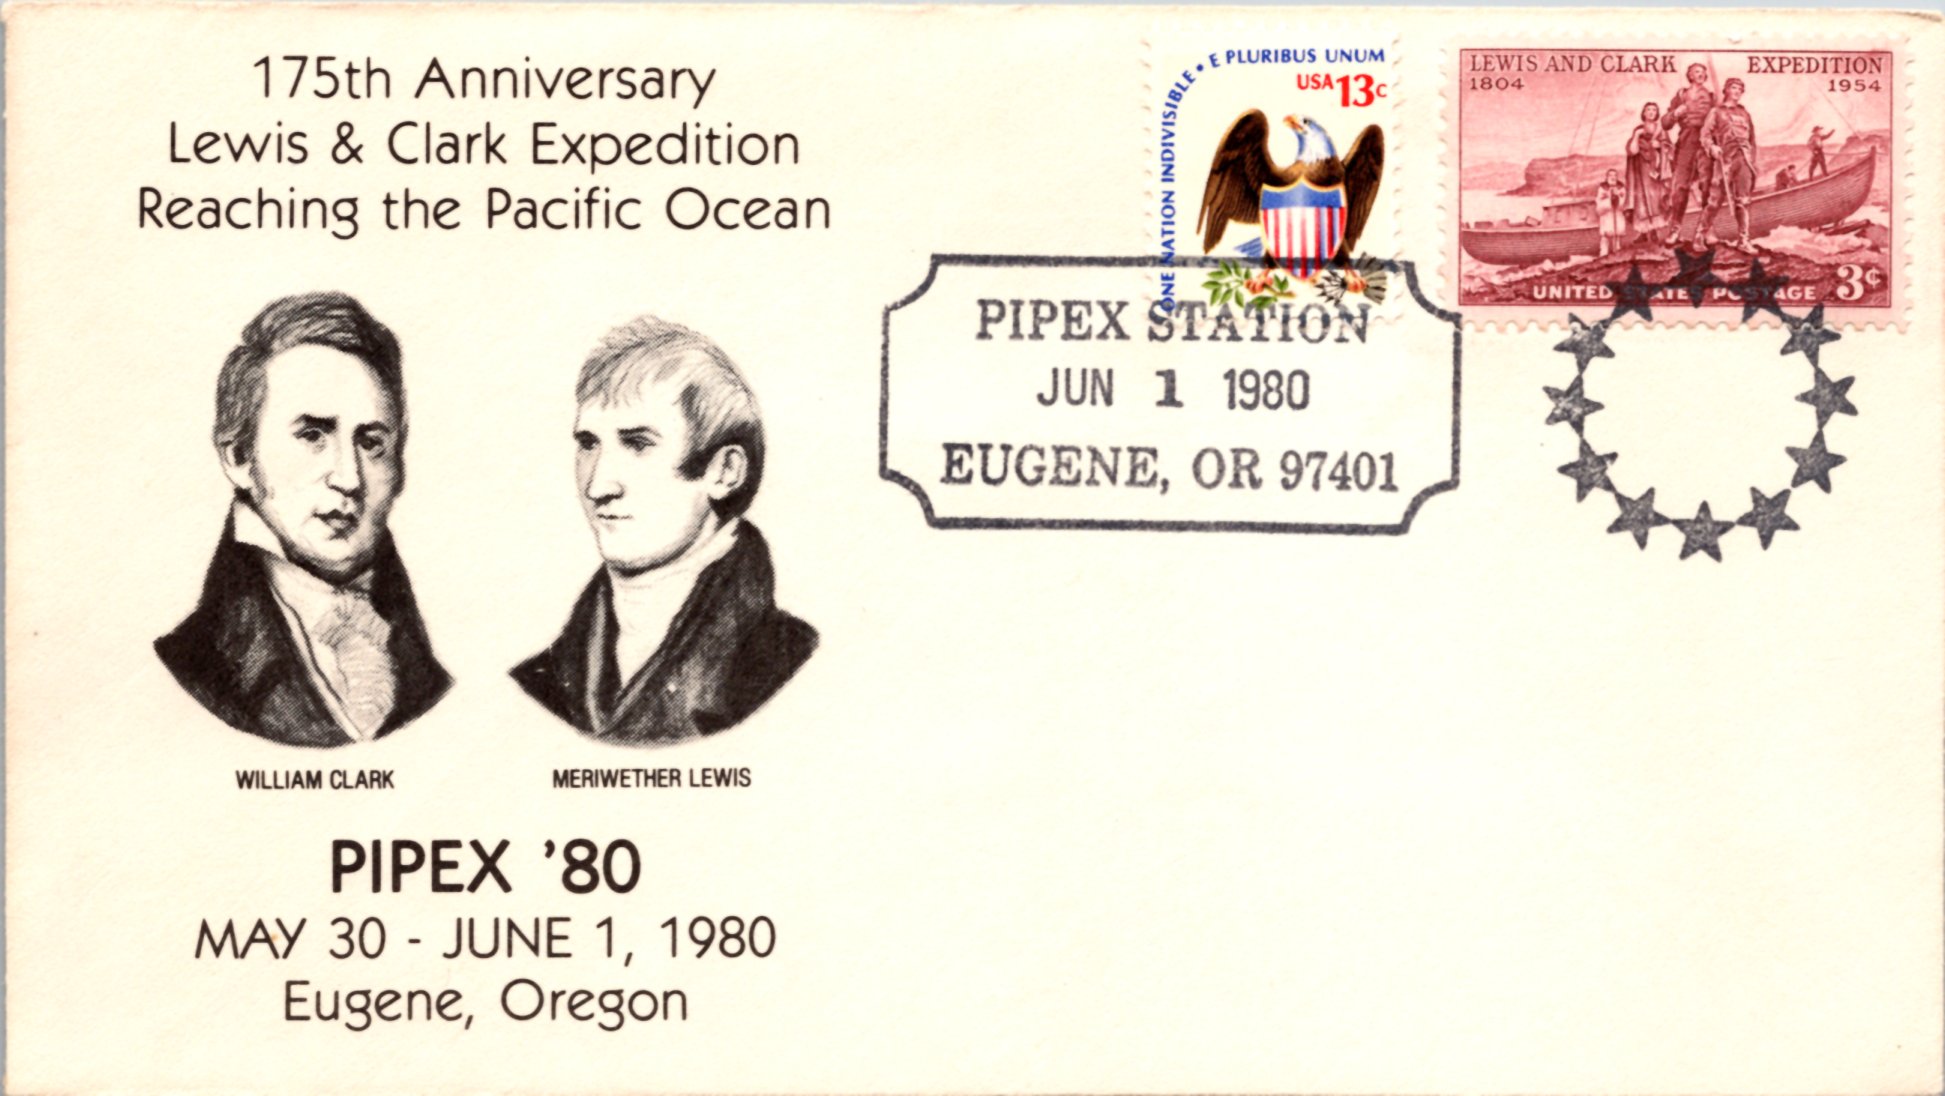 175th Anniversary
Lewis & Clark Expedition
Reaching the Pacific Ocean
WILLIAM CLARK
MERIWETHER LEWIS
PIPEX '80
MAY 30 - JUNE 1, 1980
Eugene, Oregon
ONE NATION INDIVISIBLE • E PLURIBUS UNUM
USA 13c
LEWIS AND CLARK EXPEDITION
1804 1954
UNITED STATES POSTAGE 3¢
PIPEX STATION
JUN 1 1980
EUGENE, OR 97401